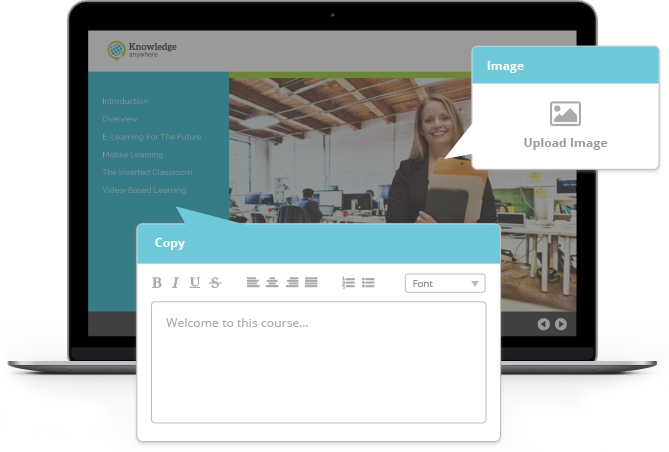 Knowledge
anywhere
Image
Upload Image
Introduction
Overview
E-Learning For The Future
Mobile Learning
The Inverted Classroom
Video-Based Learning
Copy
B I U S
Font
Welcome to this course...